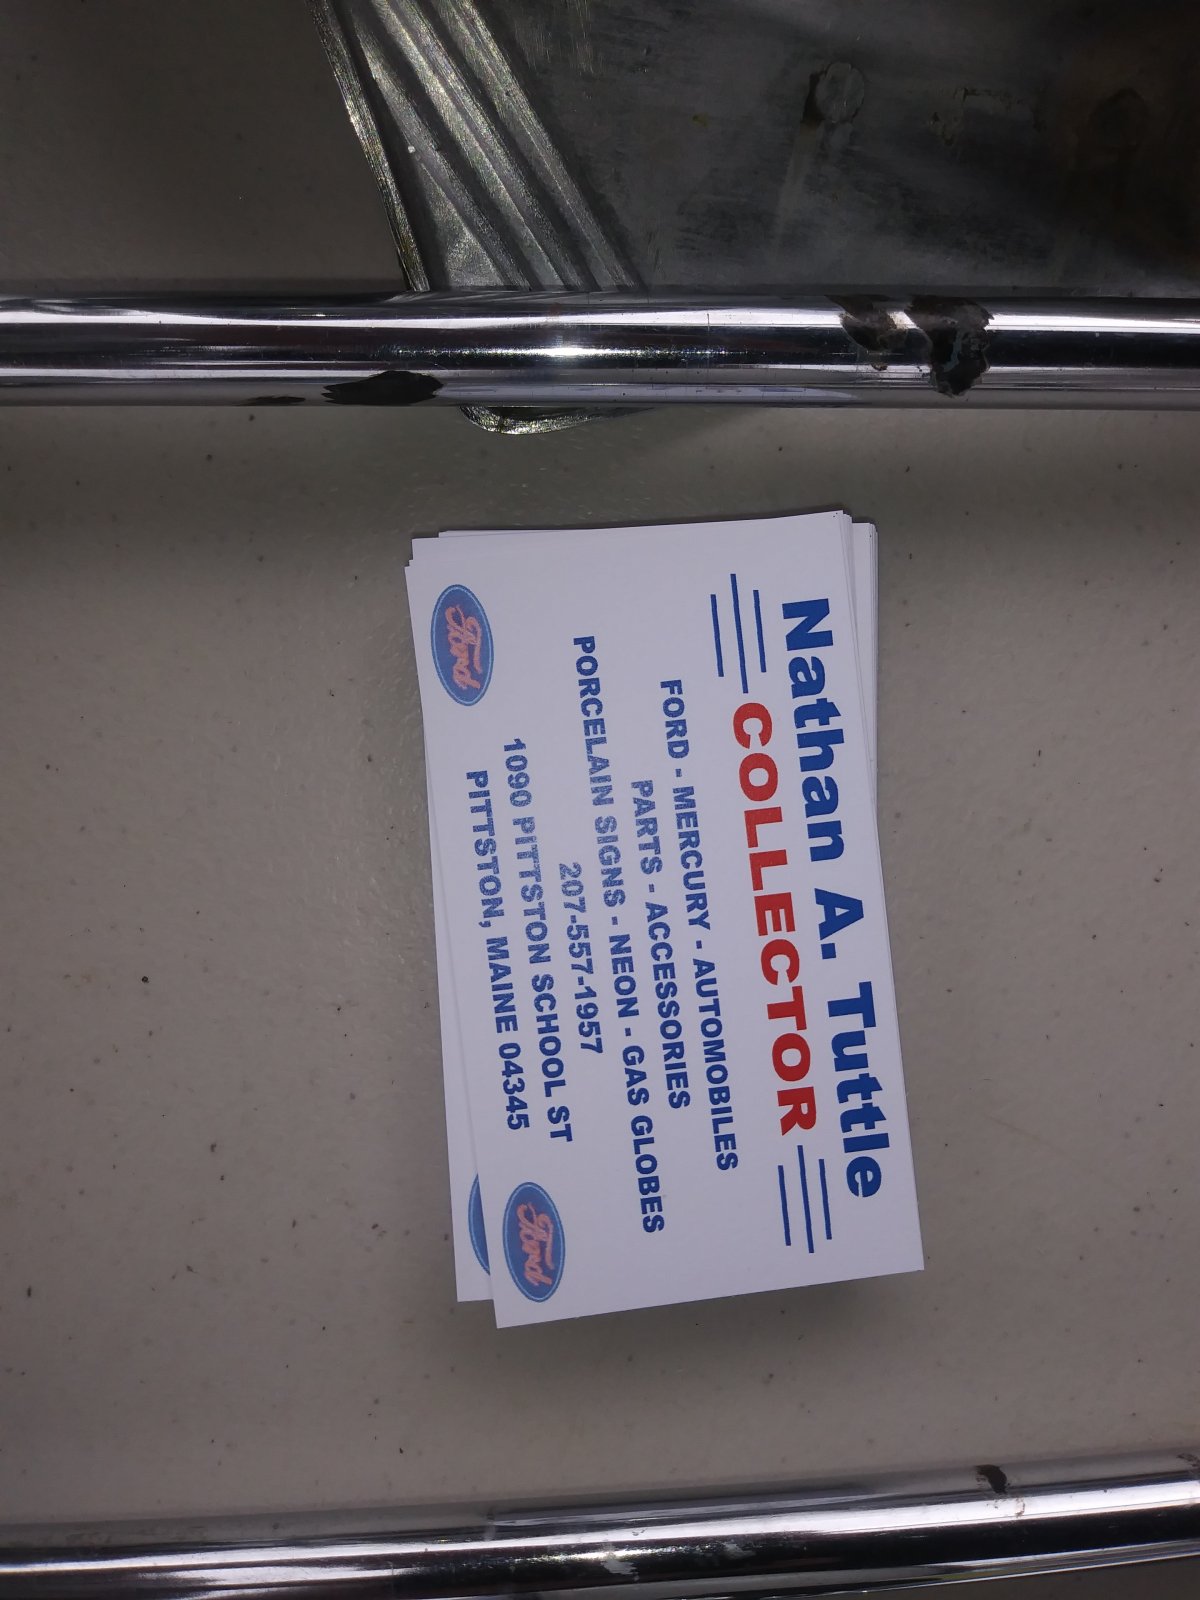 Nathan A. Tuttle
COLLECTOR
FORD - MERCURY - AUTOMOBILES
PARTS - ACCESSORIES
PORCELAIN SIGNS - NEON - GAS GLOBES
207-557-1957
1090 PITTSTON SCHOOL ST
PITTSTON, MAINE 04345
Ford
Ford